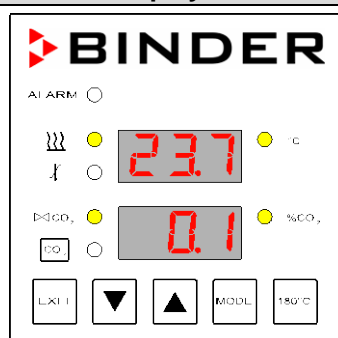 BINDER
ALARM
23.7 °C
CO₂ 0.1 %CO₂
CO₂
EXIT MODE 180°C